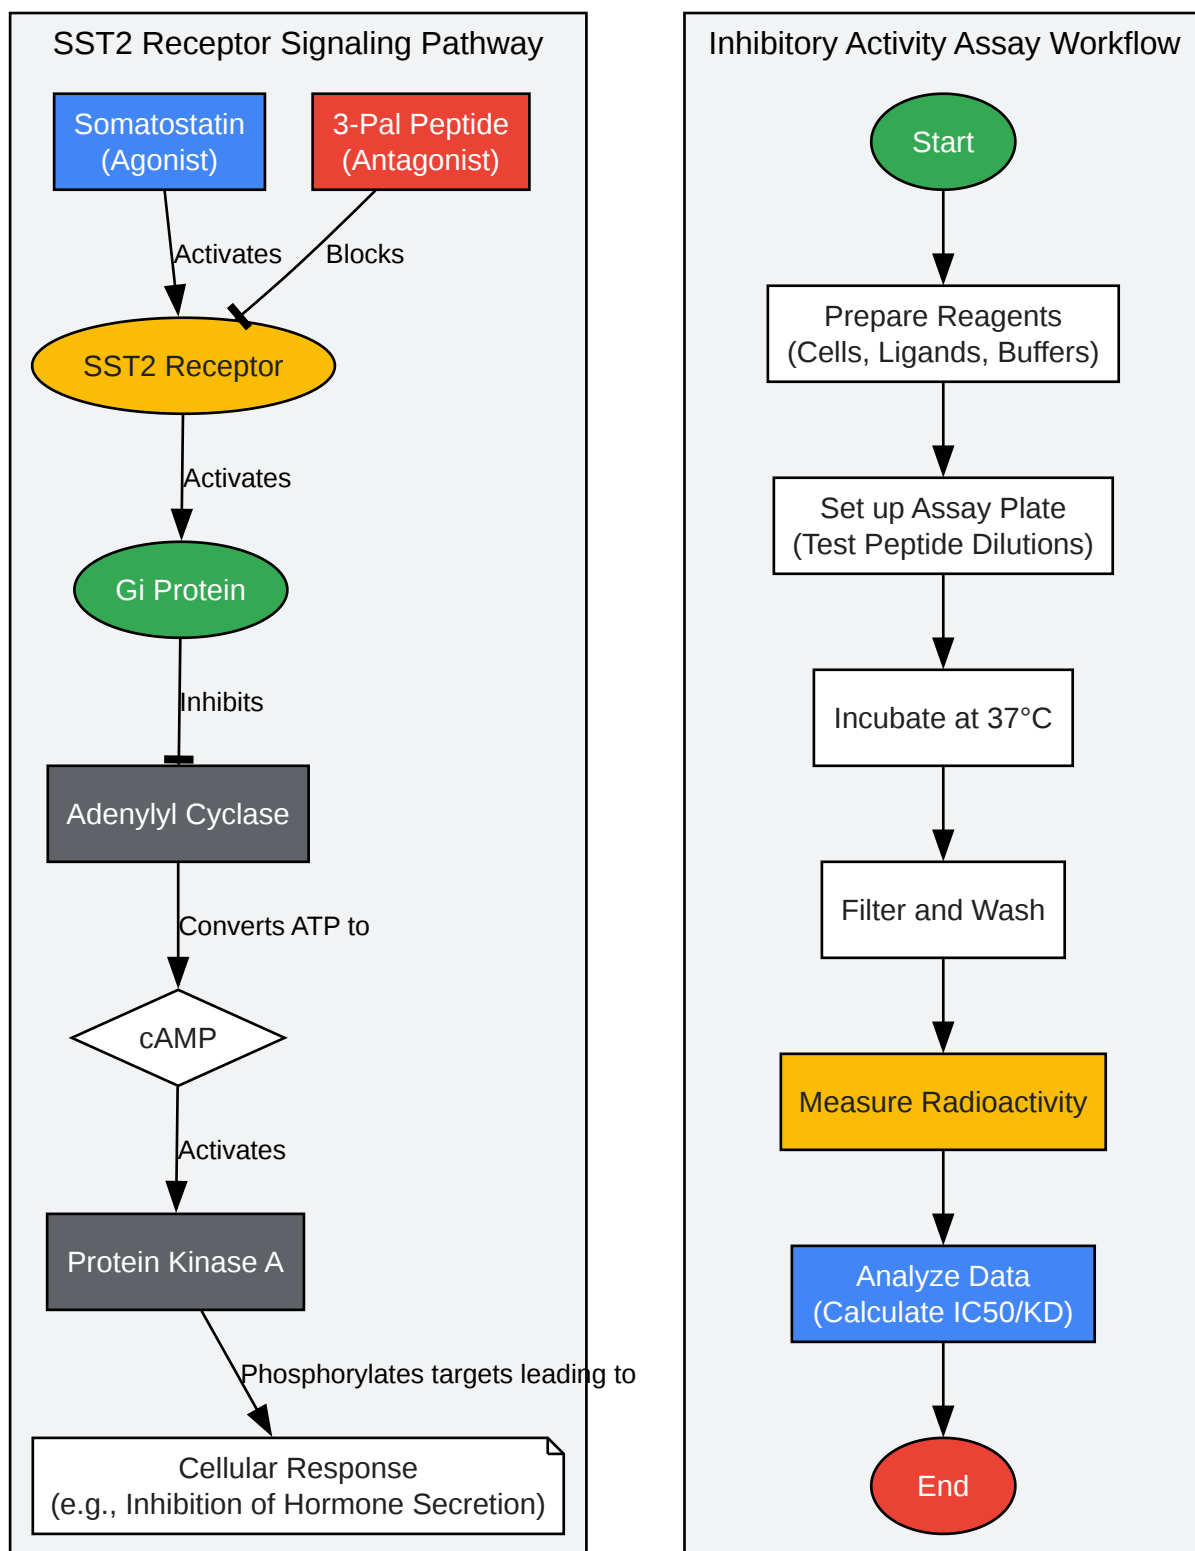 SST2 Receptor Signaling Pathway
Somatostatin
(Agonist)
3-Pal Peptide
(Antagonist)
Activates
Blocks
SST2 Receptor
Activates
Gi Protein
Inhibits
Adenylyl Cyclase
Converts ATP to
cAMP
Activates
Protein Kinase A
Phosphorylates targets leading to
Cellular Response
(e.g., Inhibition of Hormone Secretion)
Inhibitory Activity Assay Workflow
Start
Prepare Reagents
(Cells, Ligands, Buffers)
Set up Assay Plate
(Test Peptide Dilutions)
Incubate at 37°C
Filter and Wash
Measure Radioactivity
Analyze Data
(Calculate IC50/KD)
End